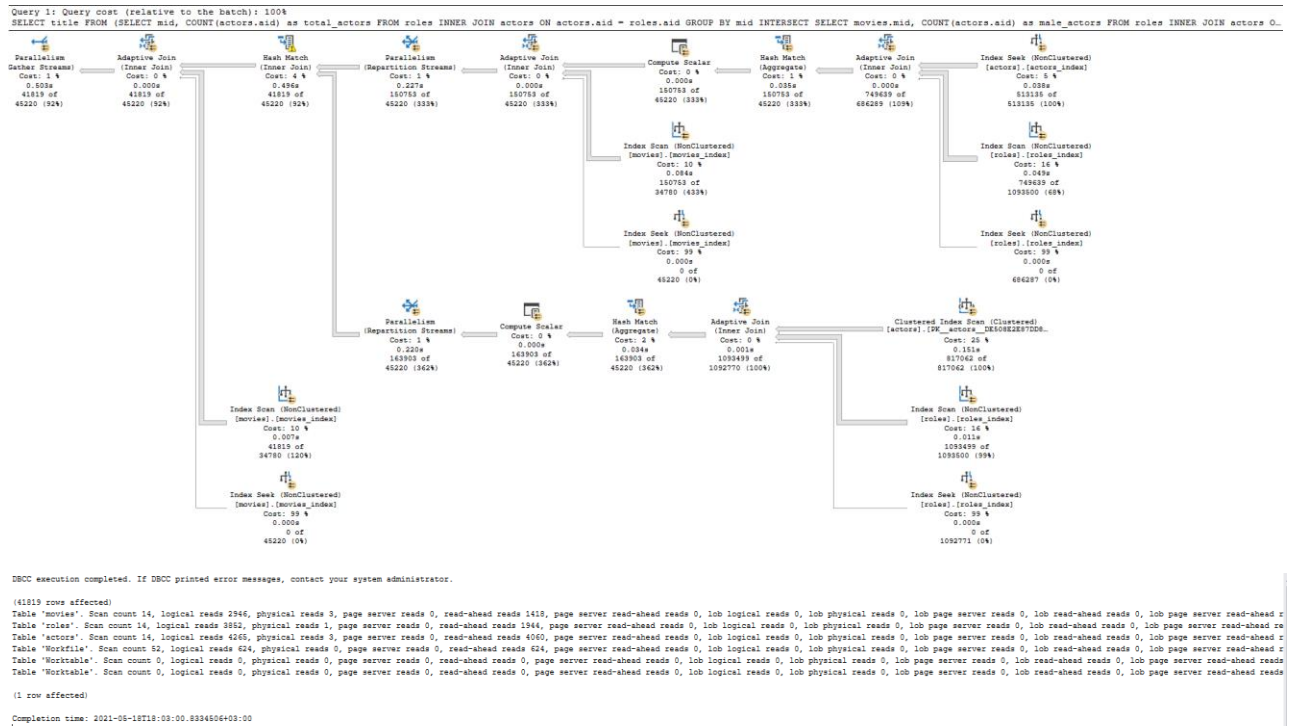 Query 1: Query cost (relative to the batch): 100%
SELECT title FROM (SELECT mid, COUNT(actors.aid) as total_actors FROM roles INNER JOIN actors ON actors.aid = roles.aid GROUP BY mid INTERSECT SELECT movies.mid, COUNT(actors.aid) as male_actors FROM roles INNER JOIN actors O…
Parallelism
Gather Streams)
Cost: 1 %
0.503s
41819 of
45220 (92%)
Adaptive Join
(Inner Join)
Cost: 0 %
0.000s
41819 of
45220 (92%)
Hash Match
(Inner Join)
Cost: 4 %
0.496s
41819 of
45220 (92%)
Parallelism
(Repartition Streams)
Cost: 1 %
0.227s
150753 of
45220 (333%)
Adaptive Join
(Inner Join)
Cost: 0 %
0.000s
150753 of
45220 (333%)
Compute Scalar
Cost: 0 %
0.000s
150753 of
45220 (333%)
Hash Match
(Aggregate)
Cost: 1 %
0.035s
150753 of
45220 (333%)
Adaptive Join
(Inner Join)
Cost: 0 %
0.000s
749639 of
686289 (109%)
Index Seek (NonClustered)
[actors].[actors_index]
Cost: 5 %
0.038s
513135 of
513135 (100%)
Index Scan (NonClustered)
[movies].[movies_index]
Cost: 10 %
0.084s
150753 of
34780 (433%)
Index Scan (NonClustered)
[roles].[roles_index]
Cost: 16 %
0.049s
749639 of
1093500 (68%)
Index Seek (NonClustered)
[movies].[movies_index]
Cost: 99 %
0.000s
0 of
45220 (0%)
Index Seek (NonClustered)
[roles].[roles_index]
Cost: 99 %
0.000s
0 of
686287 (0%)
Parallelism
(Repartition Streams)
Cost: 1 %
0.220s
163903 of
45220 (362%)
Compute Scalar
Cost: 0 %
0.000s
163903 of
45220 (362%)
Hash Match
(Aggregate)
Cost: 2 %
0.034s
163903 of
45220 (362%)
Adaptive Join
(Inner Join)
Cost: 0 %
0.001s
1093499 of
1092770 (100%)
Clustered Index Scan (Clustered)
[actors].[PK__actors__DE508E2E87DD8…
Cost: 25 %
0.151s
817062 of
817062 (100%)
Index Scan (NonClustered)
[movies].[movies_index]
Cost: 10 %
0.007s
41819 of
34780 (120%)
Index Scan (NonClustered)
[roles].[roles_index]
Cost: 16 %
0.011s
1093499 of
1093500 (99%)
Index Seek (NonClustered)
[movies].[movies_index]
Cost: 99 %
0.000s
0 of
45220 (0%)
Index Seek (NonClustered)
[roles].[roles_index]
Cost: 99 %
0.000s
0 of
1092771 (0%)
DBCC execution completed. If DBCC printed error messages, contact your system administrator.
(41819 rows affected)
Table 'movies'. Scan count 14, logical reads 2946, physical reads 3, page server reads 0, read-ahead reads 1418, page server read-ahead reads 0, lob logical reads 0, lob physical reads 0, lob page server reads 0, lob read-ahead reads 0, lob page server read-ahead r
Table 'roles'. Scan count 14, logical reads 3852, physical reads 1, page server reads 0, read-ahead reads 1944, page server read-ahead reads 0, lob logical reads 0, lob physical reads 0, lob page server reads 0, lob read-ahead reads 0, lob page server read-ahead re
Table 'actors'. Scan count 14, logical reads 4265, physical reads 3, page server reads 0, read-ahead reads 4060, page server read-ahead reads 0, lob logical reads 0, lob physical reads 0, lob page server reads 0, lob read-ahead reads 0, lob page server read-ahead r
Table 'Workfile'. Scan count 52, logical reads 624, physical reads 0, page server reads 0, read-ahead reads 624, page server read-ahead reads 0, lob logical reads 0, lob physical reads 0, lob page server reads 0, lob read-ahead reads 0, lob page server read-ahead r
Table 'Worktable'. Scan count 0, logical reads 0, physical reads 0, page server reads 0, read-ahead reads 0, page server read-ahead reads 0, lob logical reads 0, lob physical reads 0, lob page server reads 0, lob read-ahead reads 0, lob page server read-ahead reads
Table 'Worktable'. Scan count 0, logical reads 0, physical reads 0, page server reads 0, read-ahead reads 0, page server read-ahead reads 0, lob logical reads 0, lob physical reads 0, lob page server reads 0, lob read-ahead reads 0, lob page server read-ahead reads
(1 row affected)
Completion time: 2021-05-18T18:03:00.8334506+03:00